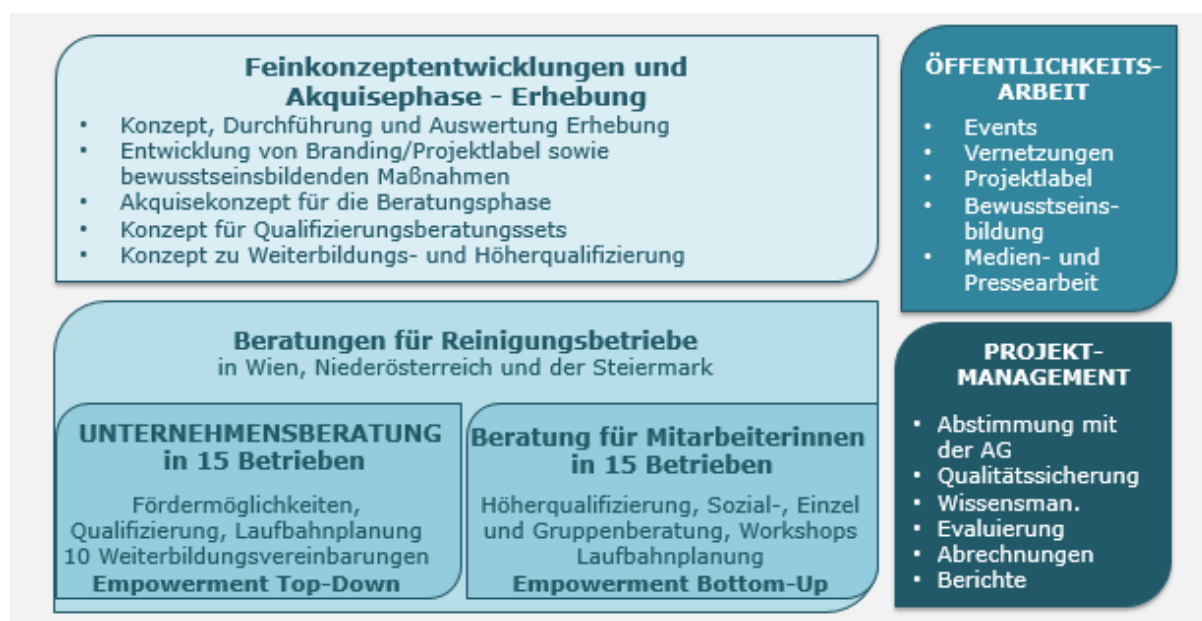 Feinkonzeptentwicklungen und
Akquisephase - Erhebung
• Konzept, Durchführung und Auswertung Erhebung
• Entwicklung von Branding/Projektlabel sowie
bewusstseinsbildenden Maßnahmen
• Akquisekonzept für die Beratungsphase
• Konzept für Qualifizierungsberatungssets
• Konzept zu Weiterbildungs- und Höherqualifizierung
ÖFFENTLICHKEITS-
ARBEIT
• Events
• Vernetzungen
• Projektlabel
• Bewusstseins-
bildung
• Medien- und
Pressearbeit
Beratungen für Reinigungsbetriebe
in Wien, Niederösterreich und der Steiermark
UNTERNEHMENSBERATUNG
in 15 Betrieben
Fördermöglichkeiten,
Qualifizierung, Laufbahnplanung
10 Weiterbildungsvereinbarungen
Empowerment Top-Down
Beratung für Mitarbeiterinnen
in 15 Betrieben
Höherqualifizierung, Sozial-, Einzel
und Gruppenberatung, Workshops
Laufbahnplanung
Empowerment Bottom-Up
PROJEKT-
MANAGEMENT
• Abstimmung mit
der AG
• Qualitätssicherung
• Wissensman.
• Evaluierung
• Abrechnungen
• Berichte